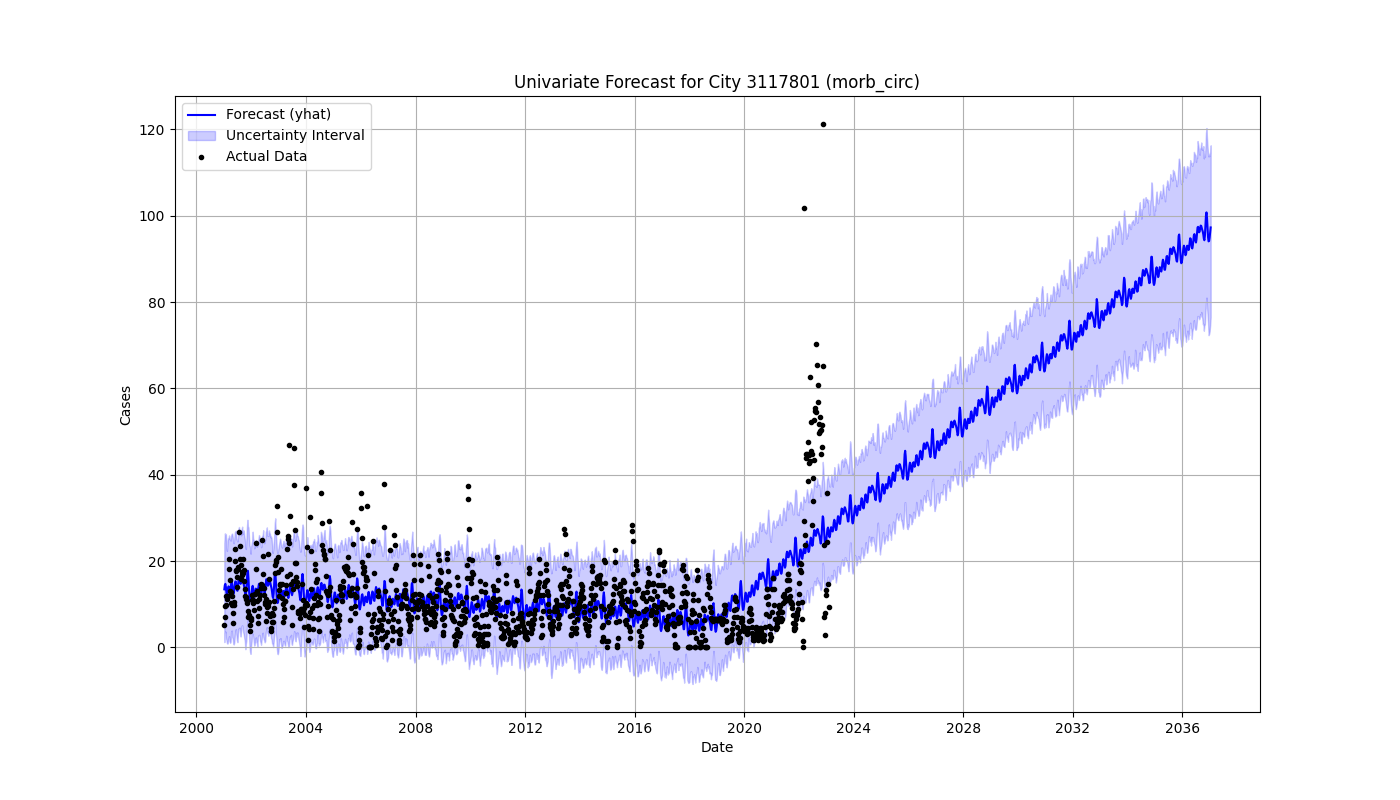 Univariate Forecast for City 3117801 (morb_circ)
Forecast (yhat)
Uncertainty Interval
Actual Data
Cases
120
100
80
60
40
20
0
2000 2004 2008 2012 2016 2020 2024 2028 2032 2036
Date